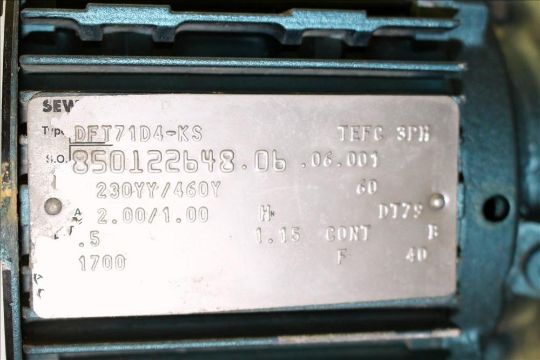 SEW
Type DFT71D4-KS TEFC 3PH
S.O. 850122648.06 .06.001
230YY/460Y 60
A 2.00/1.00 H DT79
.5 1.15 CONT B
1700 F 40